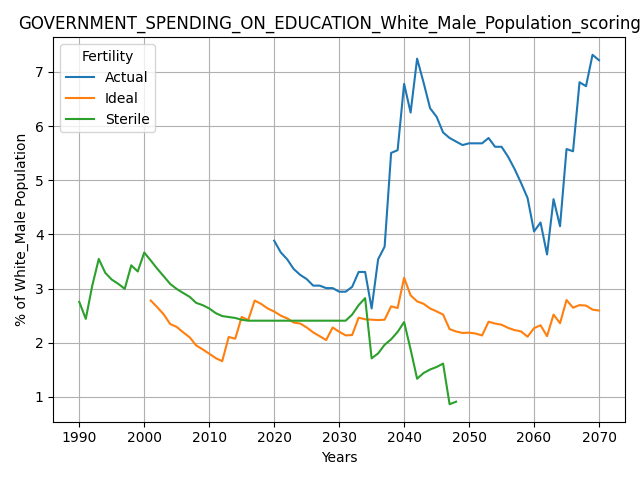 GOVERNMENT_SPENDING_ON_EDUCATION_White_Male_Population_scoring
Fertility
Actual
Ideal
Sterile
% of White_Male Population
7
6
5
4
3
2
1
1990 2000 2010 2020 2030 2040 2050 2060 2070
Years